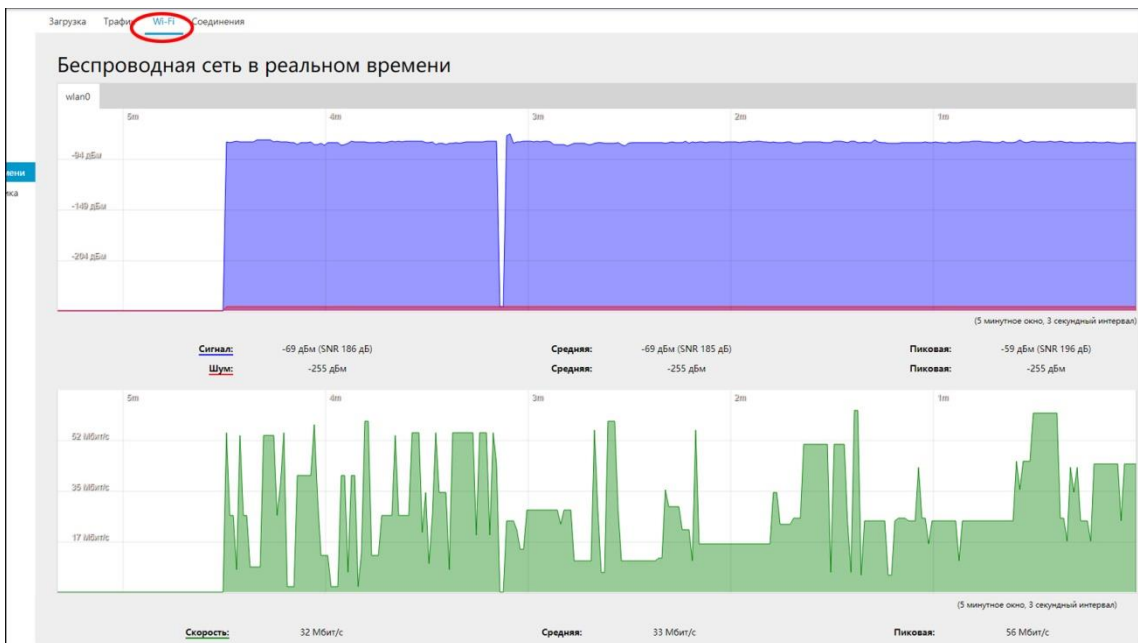 Загрузка Трафик Wi-Fi Соединения
Беспроводная сеть в реальном времени
wlan0
5m 4m 3m 2m 1m
-94 дБм
мени
ика
-149 дБм
-204 дБм
(5 минутное окно, 3 секундный интервал)
Сигнал: -69 дБм (SNR 186 дБ) Средняя: -69 дБм (SNR 185 дБ) Пиковая: -59 дБм (SNR 196 дБ)
Шум: -255 дБм Средняя: -255 дБм Пиковая: -255 дБм
5m 4m 3m 2m 1m
52 Мбит/с
35 Мбит/с
17 Мбит/с
(5 минутное окно, 3 секундный интервал)
Скорость: 32 Мбит/с Средняя: 33 Мбит/с Пиковая: 56 Мбит/с